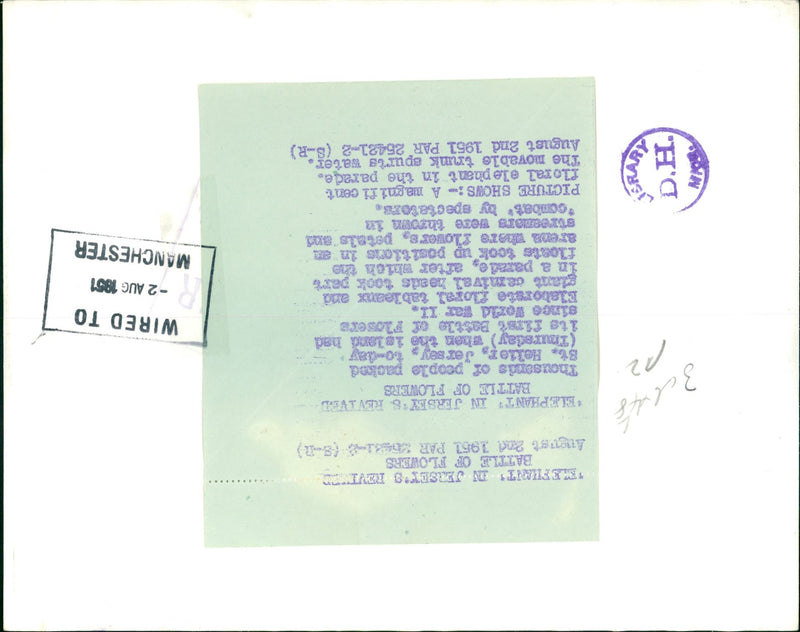 'ELEPHANT' IN JERSEY'S REVIVED
BATTLE OF FLOWERS
August 2nd 1951 PAR 25421-2 (S-R)
'ELEPHANT' IN JERSEY'S REVIVED
BATTLE OF FLOWERS
Thousands of people packed
St. Helier, Jersey, to-day
(Thursday) when the island had
its first Battle of Flowers
since World War II.
Elaborate floral tableaux and
giant carnival heads took part
in a parade, after which the
floats took up positions in an
arena where flowers, petals, and
streamers were thrown in
'combat' by spectators.
PICTURE SHOWS:- A magnificent
floral elephant in the parade.
The movable trunk spurts water.
August 2nd 1951 PAR 25421-2 (S-R)
WIRED TO
- 2 AUG 1951
MANCHESTER
D.H.
R